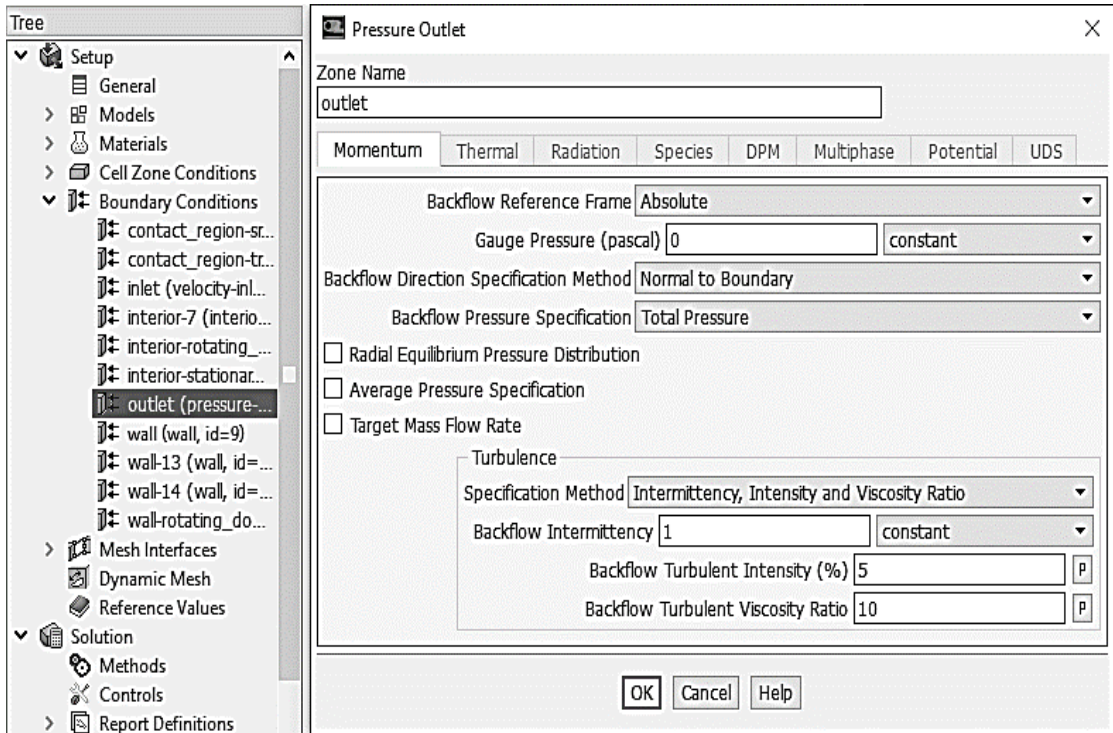 Tree
Setup
General
Models
Materials
Cell Zone Conditions
Boundary Conditions
contact_region-sr...
contact_region-tr...
inlet (velocity-inl...
interior-7 (interio...
interior-rotating_...
interior-stationar...
outlet (pressure-...
wall (wall, id=9)
wall-13 (wall, id=...
wall-14 (wall, id=...
wall-rotating_do...
Mesh Interfaces
Dynamic Mesh
Reference Values
Solution
Methods
Controls
Report Definitions
Pressure Outlet
Zone Name
outlet
Momentum Thermal Radiation Species DPM Multiphase Potential UDS
Backflow Reference Frame Absolute
Gauge Pressure (pascal) 0 constant
Backflow Direction Specification Method Normal to Boundary
Backflow Pressure Specification Total Pressure
Radial Equilibrium Pressure Distribution
Average Pressure Specification
Target Mass Flow Rate
Turbulence
Specification Method Intermittency, Intensity and Viscosity Ratio
Backflow Intermittency 1 constant
Backflow Turbulent Intensity (%) 5 P
Backflow Turbulent Viscosity Ratio 10 P
OK Cancel Help